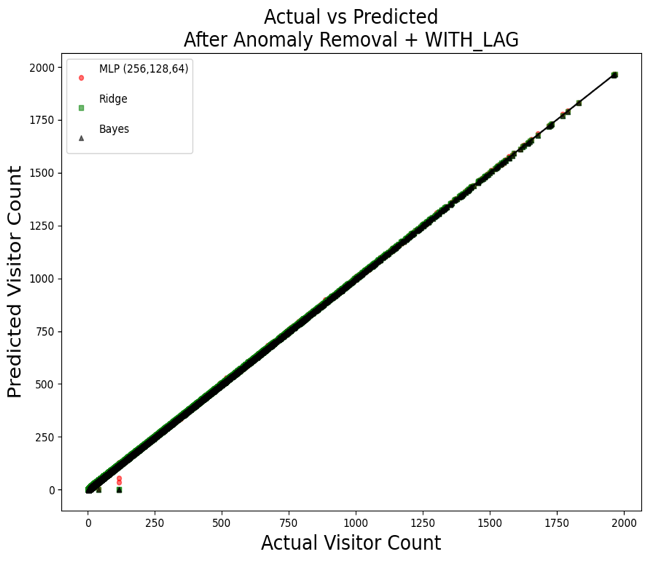 Actual vs Predicted
After Anomaly Removal + WITH_LAG
MLP (256,128,64)
Ridge
Bayes
Predicted Visitor Count
2000
1750
1500
1250
1000
750
500
250
0
0 250 500 750 1000 1250 1500 1750 2000
Actual Visitor Count